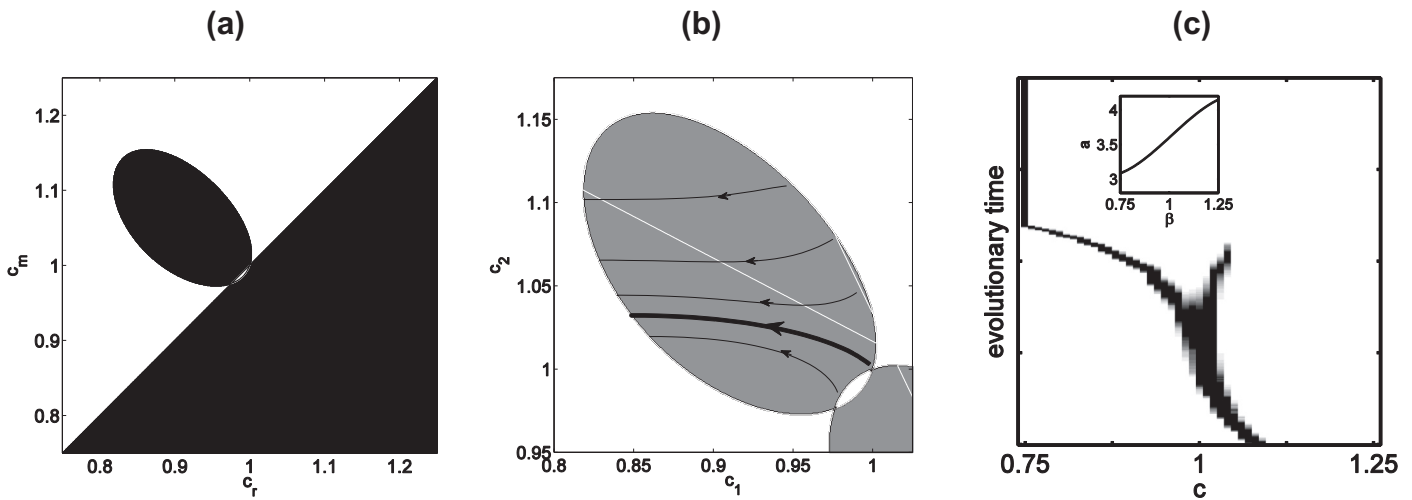 (a)
1.2
1.1
1
0.9
0.8
c_m
0.8 0.9 1 1.1 1.2
c_r
(b)
1.15
1.1
1.05
1
0.95
c_2
0.8 0.85 0.9 0.95 1
c_1
(c)
evolutionary time
4
3.5
3
a
0.75 1 1.25
β
0.75 1 1.25
c